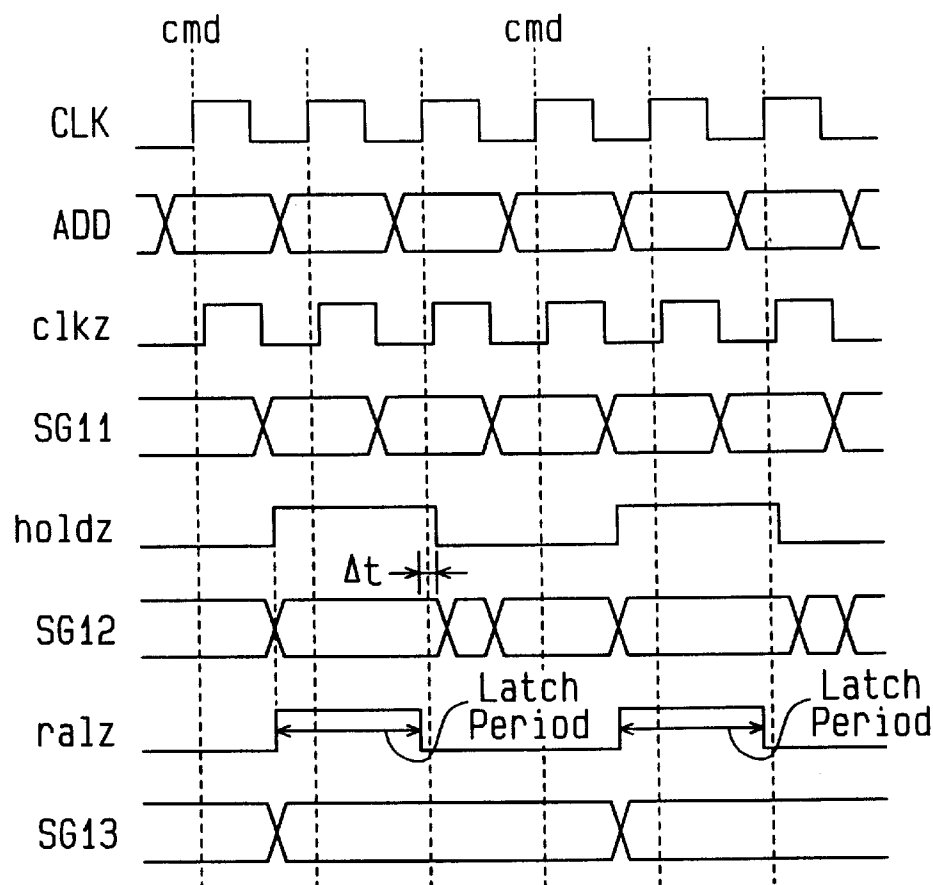 cmd cmd
CLK
ADD
clkz
SG11
holdz
Δt
SG12
Latch Period
Latch Period
ralz
SG13